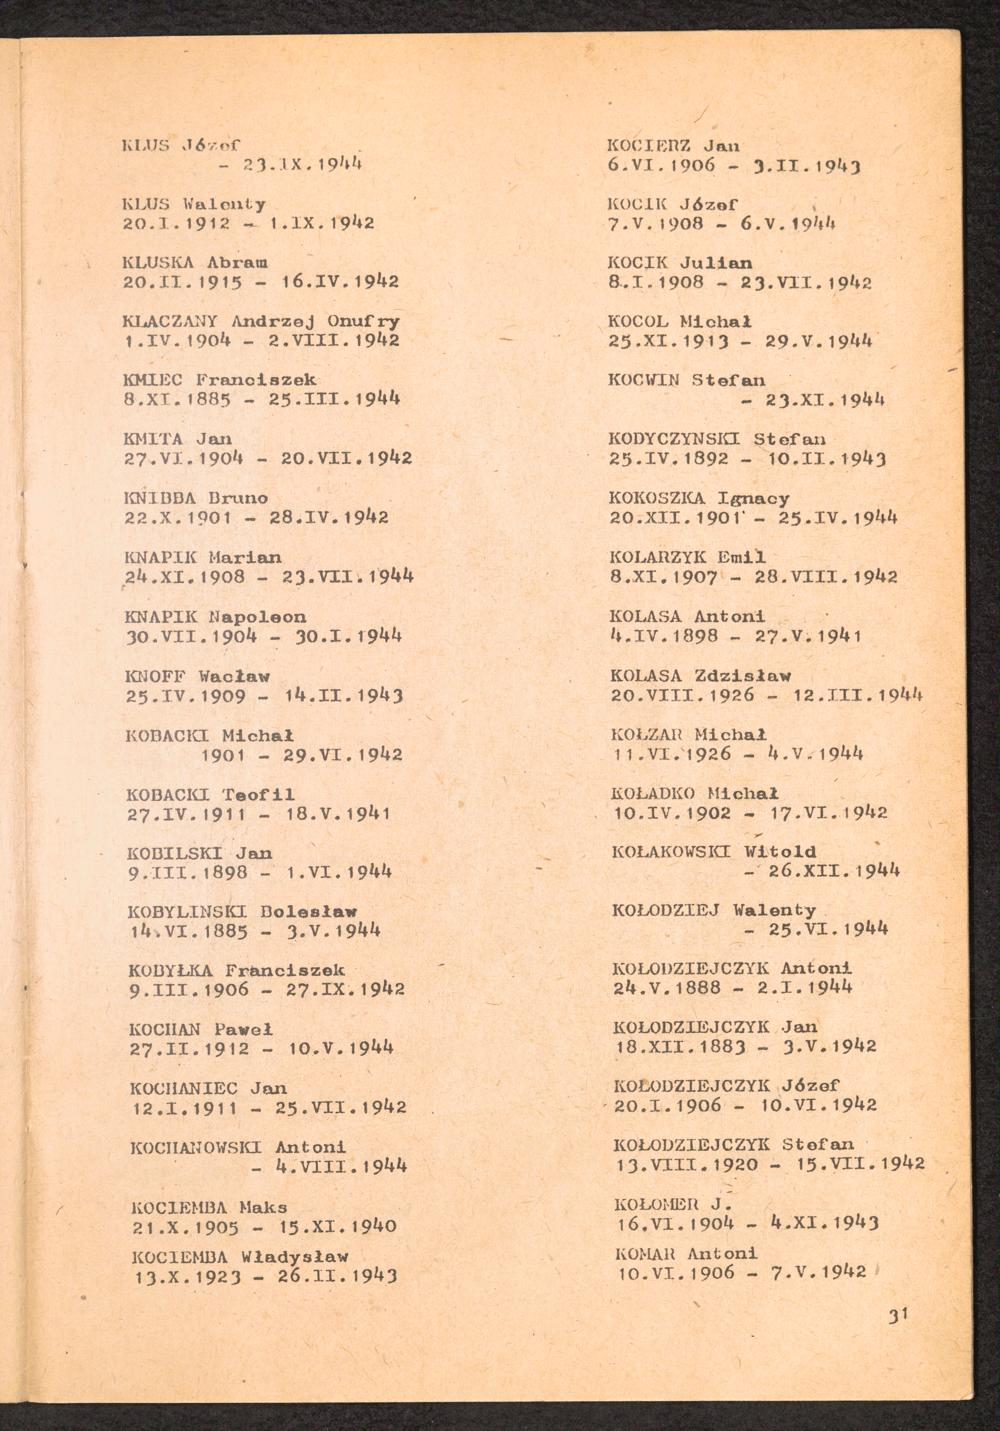 KLUS Józef
- 23.IX.1944
KLUS Walenty
20.I.1912 - 1.IX.1942
KLUSKA Abram
20.II.1915 - 16.IV.1942
KLACZANY Andrzej Onufry
1.IV.1904 - 2.VIII.1942
KMIEC Franciszek
8.XI.1885 - 25.III.1944
KMITA Jan
27.VI.1904 - 20.VII.1942
KNIBBA Bruno
22.X.1901 - 28.IV.1942
KNAPIK Marian
24.XI.1908 - 23.VII.1944
KNAPIK Napoleon
30.VII.1904 - 30.I.1944
KNOFF Wacław
25.IV.1909 - 14.II.1943
KOBACKI Michał
1901 - 29.VI.1942
KOBACKI Teofil
27.IV.1911 - 18.V.1941
KOBILSKI Jan
9.III.1898 - 1.VI.1944
KOBYLINSKI Bolesław
14.VI.1885 - 3.V.1944
KOBYŁKA Franciszek
9.III.1906 - 27.IX.1942
KOCHAN Paweł
27.II.1912 - 10.V.1944
KOCHANIEC Jan
12.I.1911 - 25.VII.1942
KOCHANOWSKI Antoni
- 4.VIII.1944
KOCIEMBA Maks
21.X.1905 - 15.XI.1940
KOCIEMBA Władysław
13.X.1923 - 26.II.1943
KOCIERZ Jan
6.VI.1906 - 3.II.1943
KOCIK Józef
7.V.1908 - 6.V.1944
KOCIK Julian
8.I.1908 - 23.VII.1942
KOCOL Michał
25.XI.1913 - 29.V.1944
KOCWIN Stefan
- 23.XI.1944
KODYCZYNSKI Stefan
25.IV.1892 - 10.II.1943
KOKOSZKA Ignacy
20.XII.1901 - 25.IV.1944
KOLARZYK Emil
8.XI.1907 - 28.VIII.1942
KOLASA Antoni
4.IV.1898 - 27.V.1941
KOLASA Zdzisław
20.VIII.1926 - 12.III.1944
KOŁZAR Michał
11.VI.1926 - 4.V.1944
KOŁADKO Michał
10.IV.1902 - 17.VI.1942
KOŁAKOWSKI Witold
- 26.XII.1944
KOŁODZIEJ Walenty
- 25.VI.1944
KOŁODZIEJCZYK Antoni
24.V.1888 - 2.I.1944
KOŁODZIEJCZYK Jan
18.XII.1883 - 3.V.1942
KOŁODZIEJCZYK Józef
20.I.1906 - 10.VI.1942
KOŁODZIEJCZYK Stefan
13.VIII.1920 - 15.VII.1942
KOŁOMER J.
16.VI.1904 - 4.XI.1943
KOMAR Antoni
10.VI.1906 - 7.V.1942
31